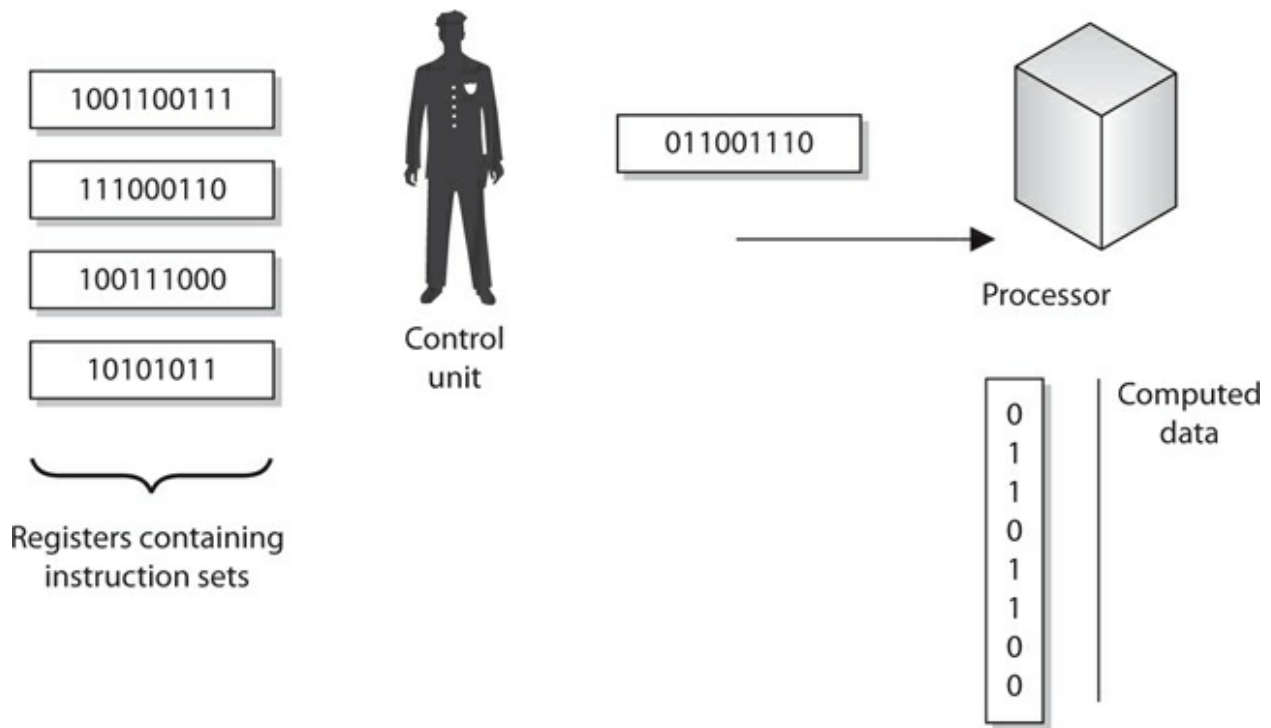 1001100111
111000110
100111000
10101011
Registers containing
instruction sets
Control
unit
011001110
Processor
0
1
1
0
1
1
0
0
Computed
data